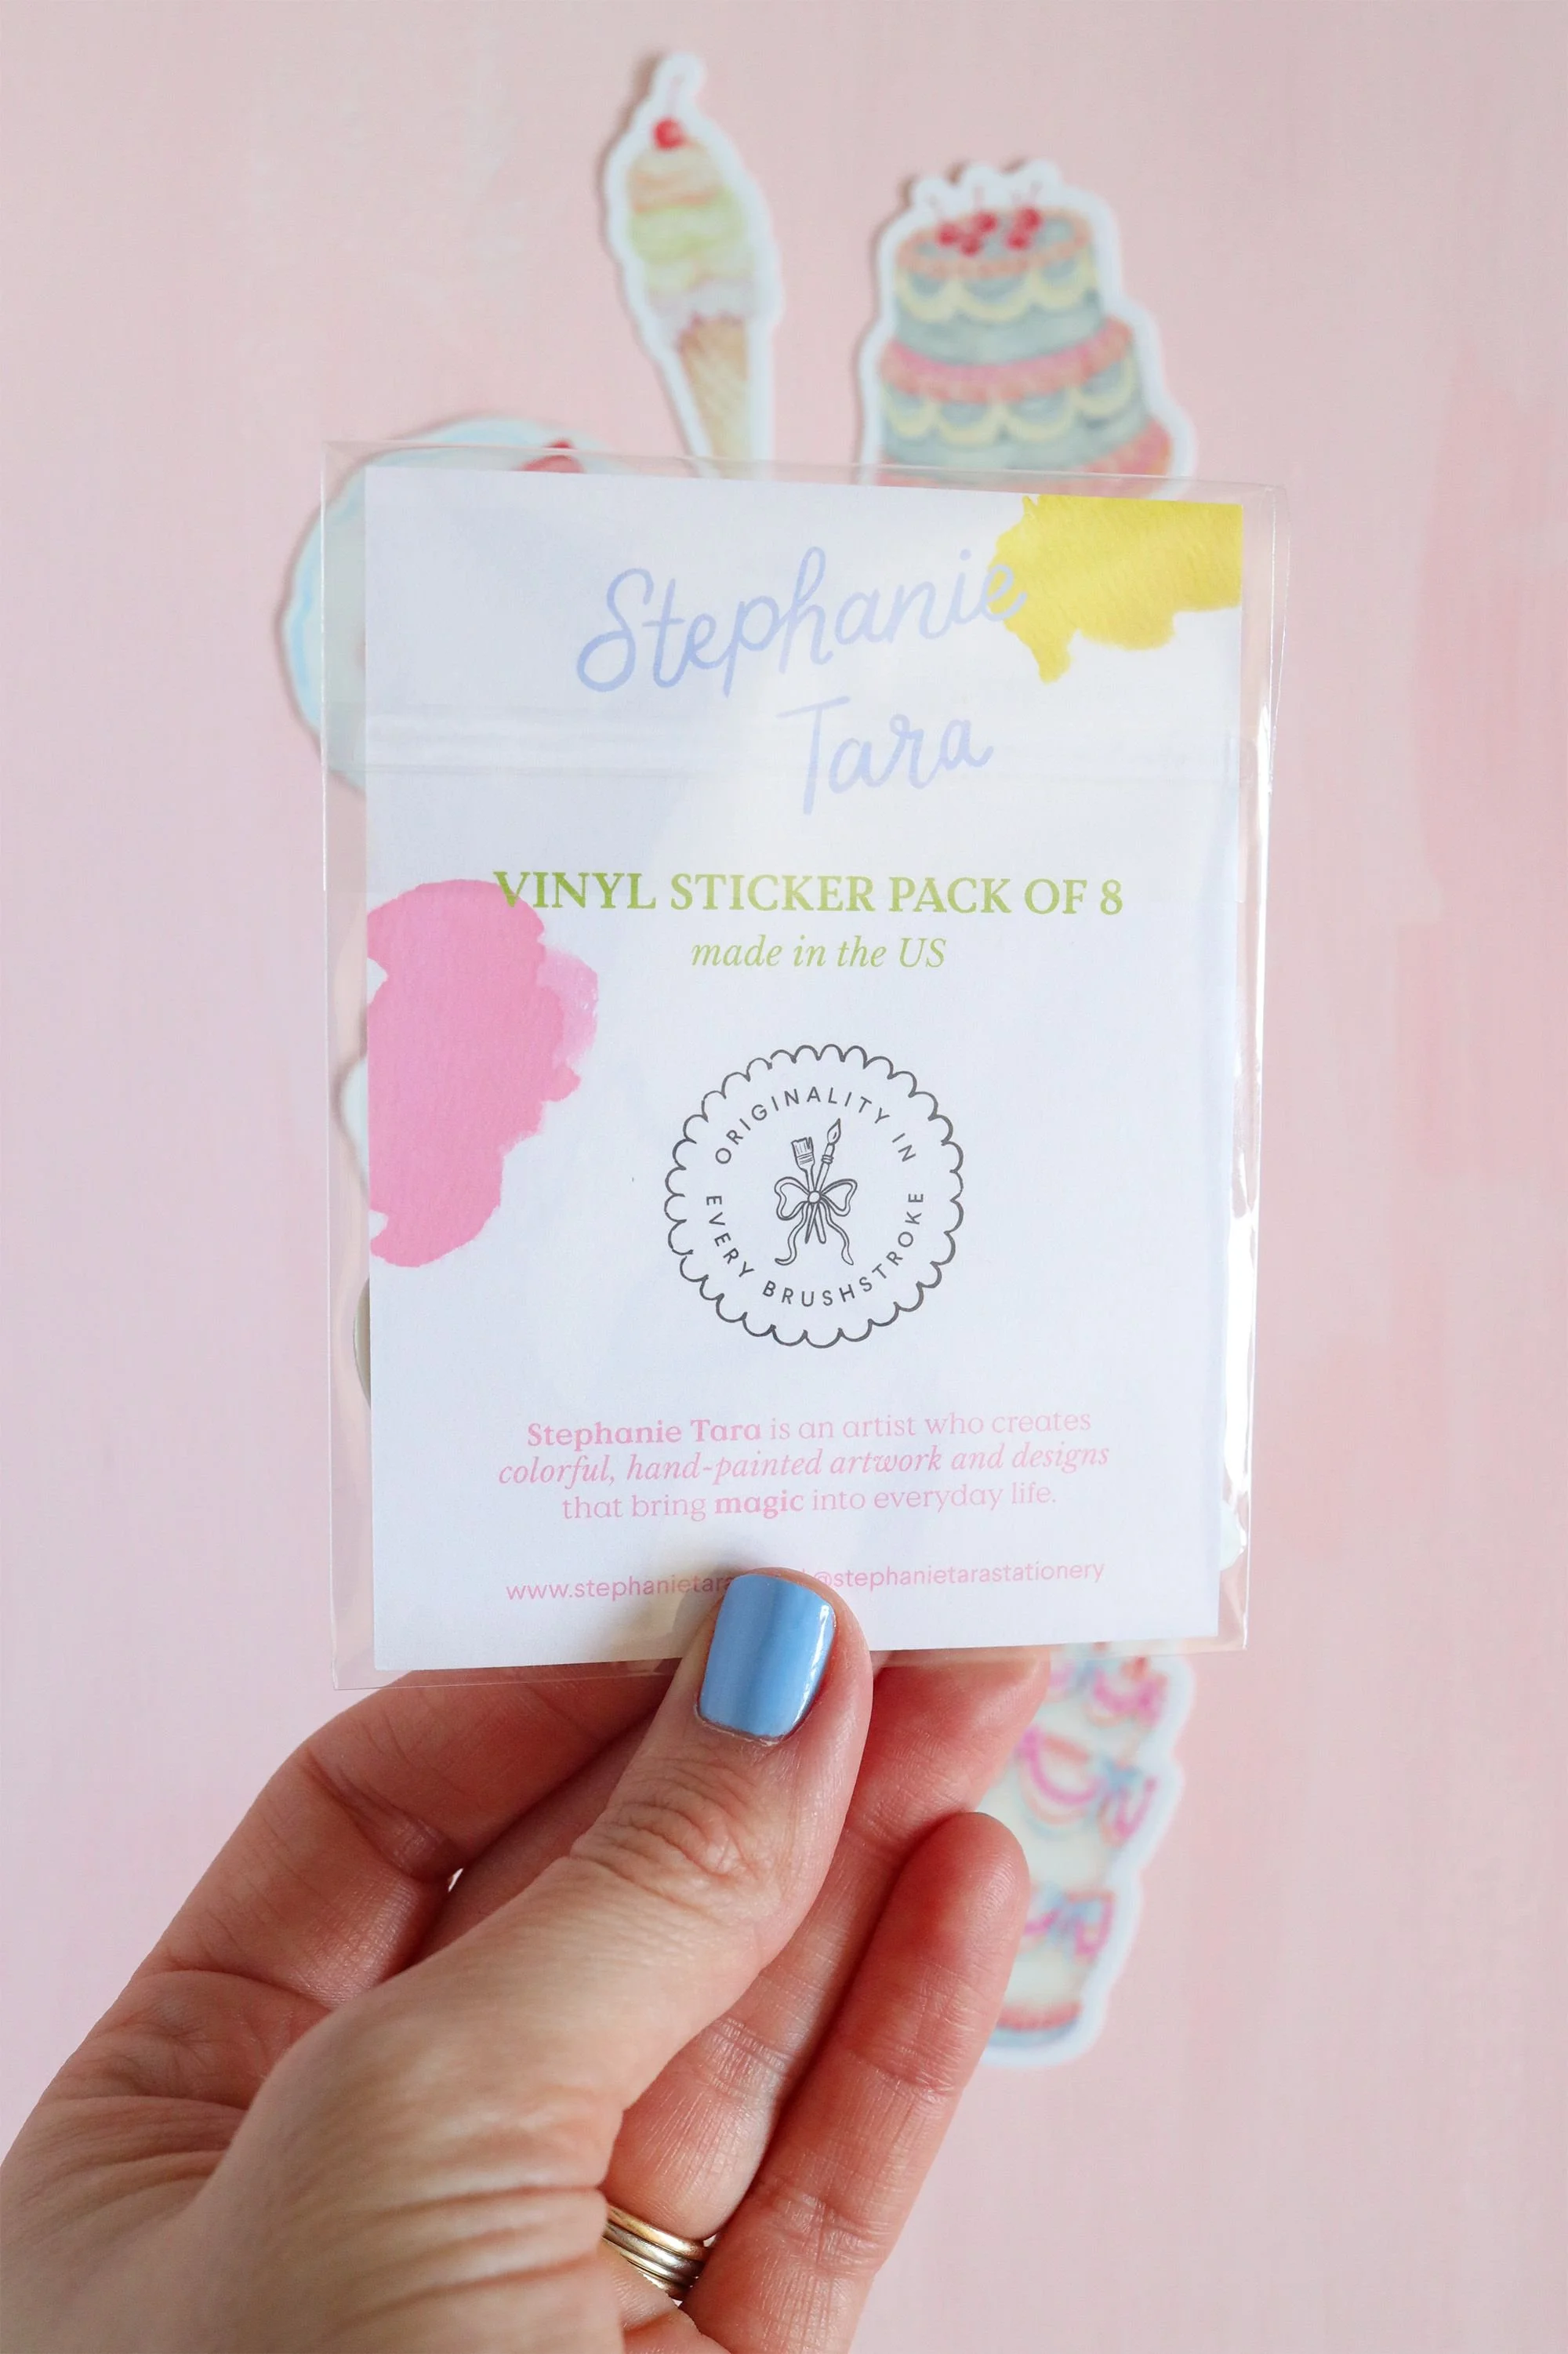 Stephanie
Tara
VINYL STICKER PACK OF 8
made in the US
ORIGINALITY IN
EVERY BRUSHSTROKE
Stephanie Tara is an artist who creates
colorful, hand-painted artwork and designs
that bring magic into everyday life.
@stephanietarastationery